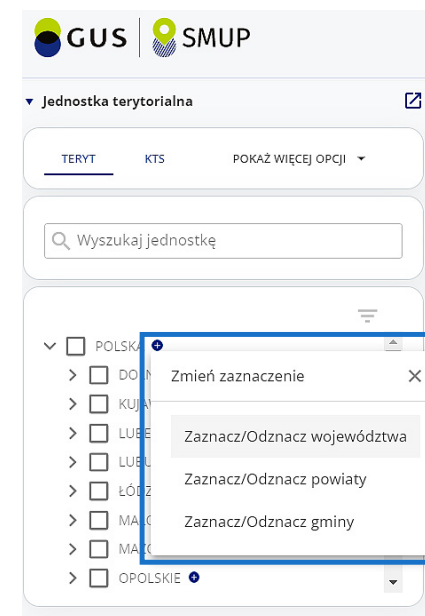 GUS SMUP
Jednostka terytorialna
TERYT KTS POKAŻ WIĘCEJ OPCJI
Wyszukaj jednostkę
POLSKA
Zmień zaznaczenie
Zaznacz/Odznacz województwa
Zaznacz/Odznacz powiaty
Zaznacz/Odznacz gminy
OPOLSKIE